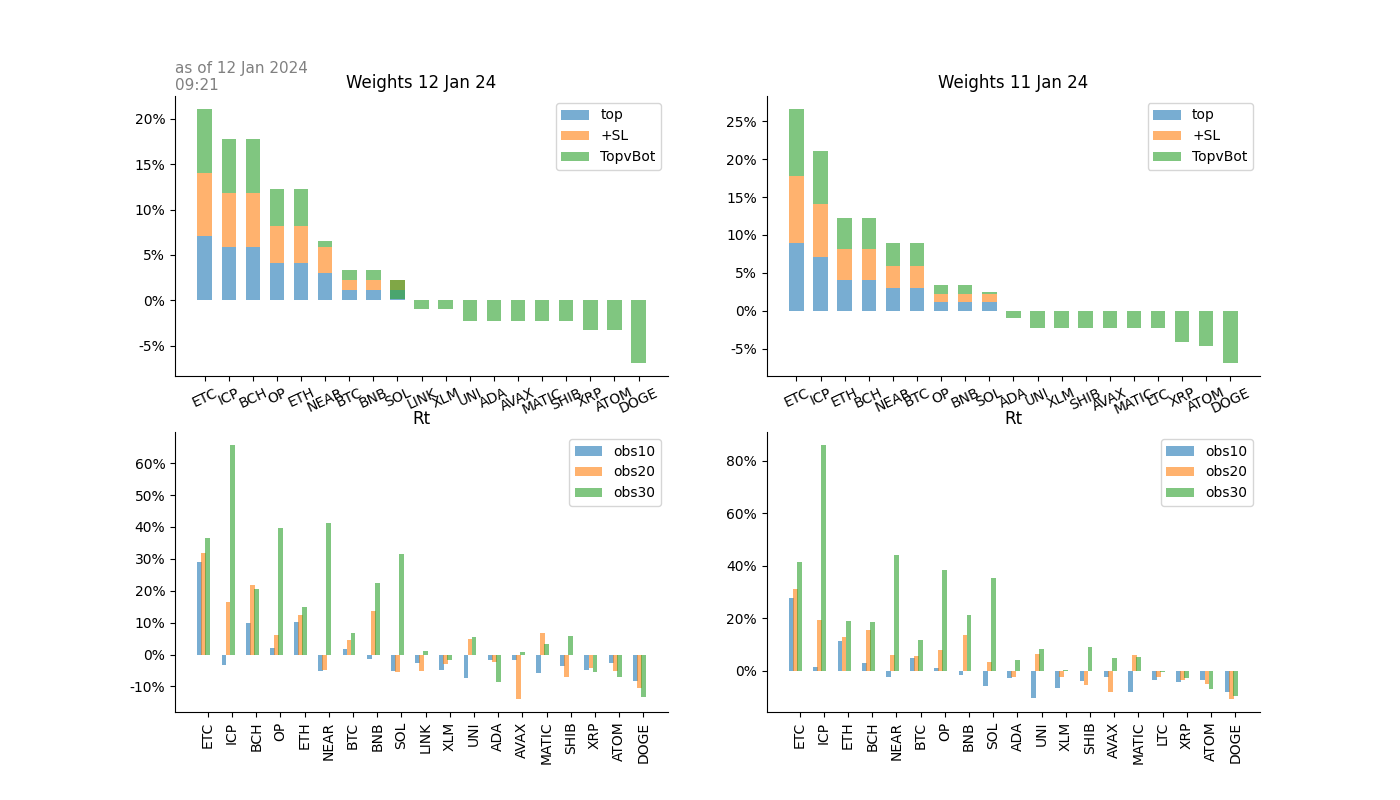 as of 12 Jan 2024
09:21
Weights 12 Jan 24
20%
15%
10%
5%
0%
-5%
top
+SL
TopvBot
ETC ICP BCH OP ETH NEAR BTC BNB SOL LINK XLM UNI ADA AVAX MATIC SHIB XRP ATOM DOGE
Weights 11 Jan 24
25%
20%
15%
10%
5%
0%
-5%
top
+SL
TopvBot
ETC ICP ETH BCH NEAR BTC OP BNB SOL ADA UNI XLM SHIB AVAX MATIC LTC XRP ATOM DOGE
Rt
60%
50%
40%
30%
20%
10%
0%
-10%
obs10
obs20
obs30
ETC ICP BCH OP ETH NEAR BTC BNB SOL LINK XLM UNI ADA AVAX MATIC SHIB XRP ATOM DOGE
Rt
80%
60%
40%
20%
0%
obs10
obs20
obs30
ETC ICP ETH BCH NEAR BTC OP BNB SOL ADA UNI XLM SHIB AVAX MATIC LTC XRP ATOM DOGE